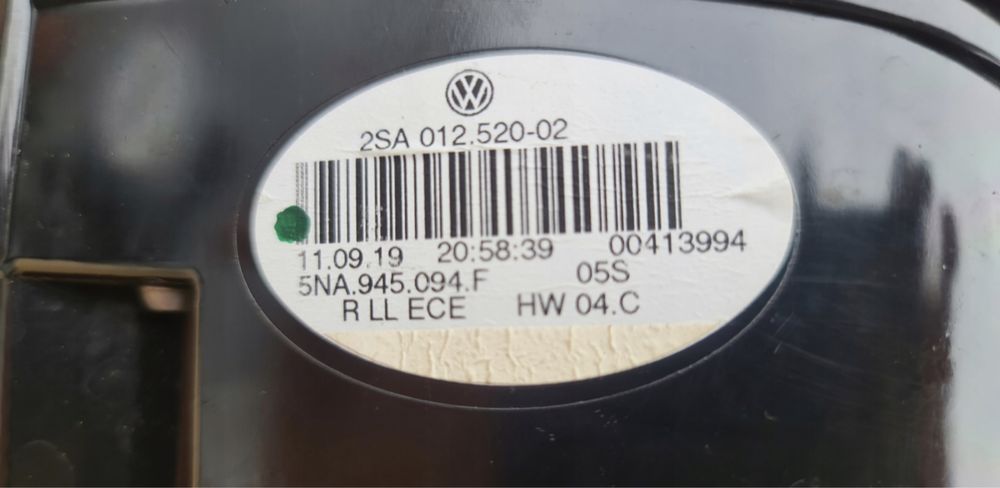 2SA 012.520-02
11.09.19 20:58:39 00413994
5NA.945.094.F 05S
R LL ECE HW 04.C